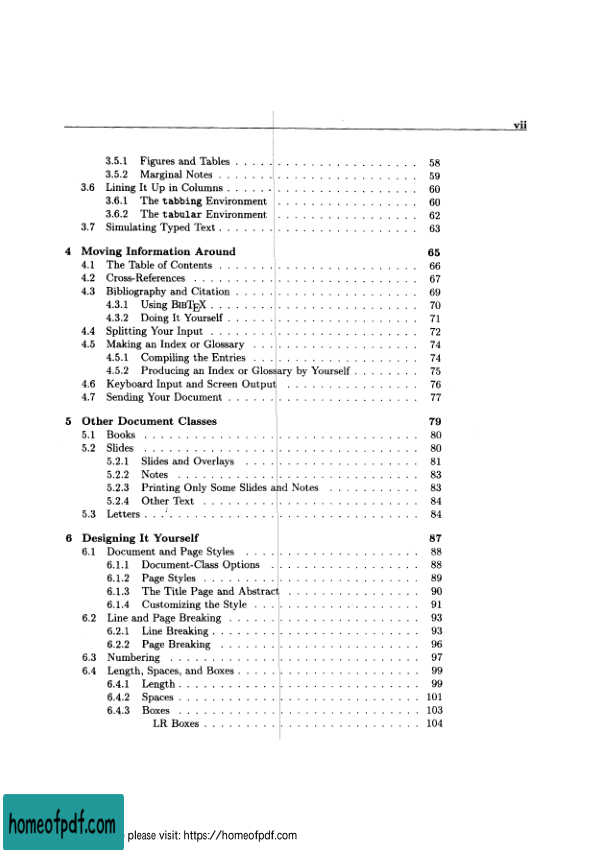 vii
3.5.1 Figures and Tables . . . . . . . . . . . . . . . . . . . . . . 58
3.5.2 Marginal Notes . . . . . . . . . . . . . . . . . . . . . . . . 59
3.6 Lining It Up in Columns . . . . . . . . . . . . . . . . . . . . . . . 60
3.6.1 The tabbing Environment . . . . . . . . . . . . . . . . . . 60
3.6.2 The tabular Environment . . . . . . . . . . . . . . . . . . 62
3.7 Simulating Typed Text . . . . . . . . . . . . . . . . . . . . . . . . 63
4 Moving Information Around 65
4.1 The Table of Contents . . . . . . . . . . . . . . . . . . . . . . . . 66
4.2 Cross-References . . . . . . . . . . . . . . . . . . . . . . . . . . . 67
4.3 Bibliography and Citation . . . . . . . . . . . . . . . . . . . . . . 69
4.3.1 Using BIBTEX . . . . . . . . . . . . . . . . . . . . . . . . . 70
4.3.2 Doing It Yourself . . . . . . . . . . . . . . . . . . . . . . . 71
4.4 Splitting Your Input . . . . . . . . . . . . . . . . . . . . . . . . . 72
4.5 Making an Index or Glossary . . . . . . . . . . . . . . . . . . . . 74
4.5.1 Compiling the Entries . . . . . . . . . . . . . . . . . . . . 74
4.5.2 Producing an Index or Glossary by Yourself . . . . . . . . 75
4.6 Keyboard Input and Screen Output . . . . . . . . . . . . . . . . 76
4.7 Sending Your Document . . . . . . . . . . . . . . . . . . . . . . . 77
5 Other Document Classes 79
5.1 Books . . . . . . . . . . . . . . . . . . . . . . . . . . . . . . . . . 80
5.2 Slides . . . . . . . . . . . . . . . . . . . . . . . . . . . . . . . . . 80
5.2.1 Slides and Overlays . . . . . . . . . . . . . . . . . . . . . 81
5.2.2 Notes . . . . . . . . . . . . . . . . . . . . . . . . . . . . . 83
5.2.3 Printing Only Some Slides and Notes . . . . . . . . . . . 83
5.2.4 Other Text . . . . . . . . . . . . . . . . . . . . . . . . . . 84
5.3 Letters . . . . . . . . . . . . . . . . . . . . . . . . . . . . . . . . . 84
6 Designing It Yourself 87
6.1 Document and Page Styles . . . . . . . . . . . . . . . . . . . . . 88
6.1.1 Document-Class Options . . . . . . . . . . . . . . . . . . 88
6.1.2 Page Styles . . . . . . . . . . . . . . . . . . . . . . . . . . 89
6.1.3 The Title Page and Abstract . . . . . . . . . . . . . . . . 90
6.1.4 Customizing the Style . . . . . . . . . . . . . . . . . . . . 91
6.2 Line and Page Breaking . . . . . . . . . . . . . . . . . . . . . . . 93
6.2.1 Line Breaking . . . . . . . . . . . . . . . . . . . . . . . . . 93
6.2.2 Page Breaking . . . . . . . . . . . . . . . . . . . . . . . . 96
6.3 Numbering . . . . . . . . . . . . . . . . . . . . . . . . . . . . . . 97
6.4 Length, Spaces, and Boxes . . . . . . . . . . . . . . . . . . . . . . 99
6.4.1 Length . . . . . . . . . . . . . . . . . . . . . . . . . . . . . 99
6.4.2 Spaces . . . . . . . . . . . . . . . . . . . . . . . . . . . . . 101
6.4.3 Boxes . . . . . . . . . . . . . . . . . . . . . . . . . . . . . 103
LR Boxes . . . . . . . . . . . . . . . . . . . . . . . . . . 104
homeofpdf.com
please visit: https://homeofpdf.com